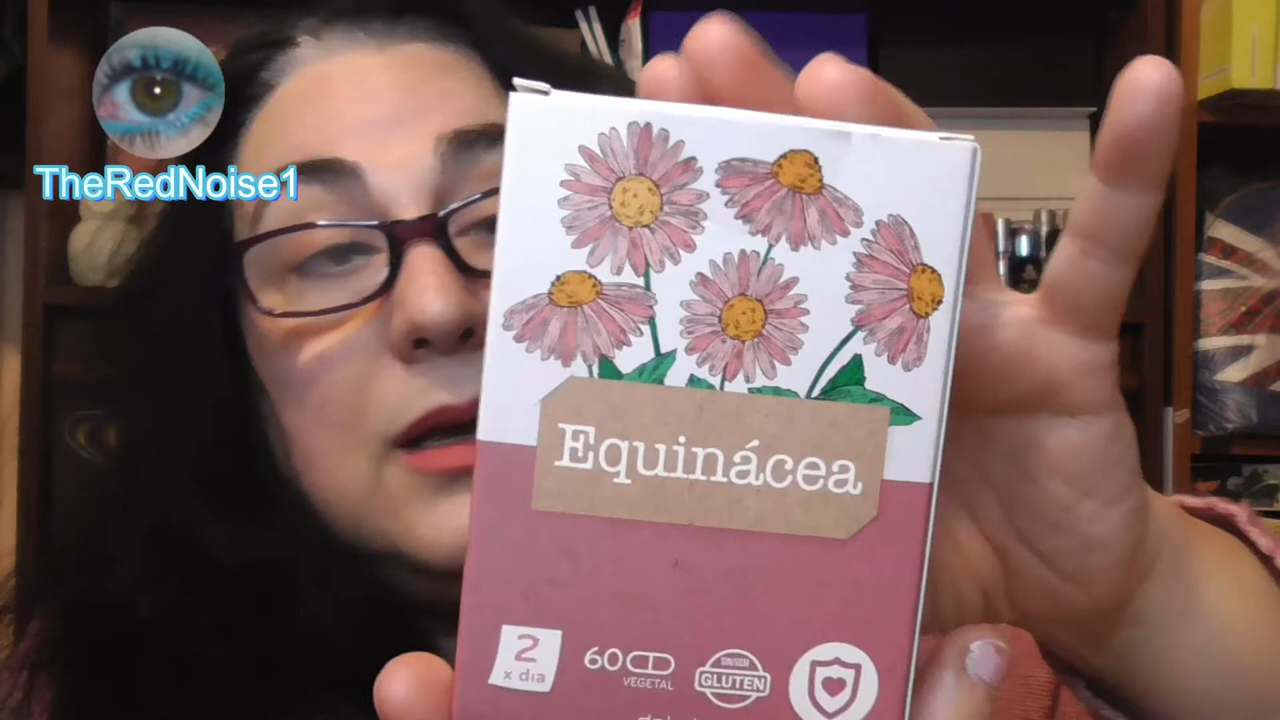 TheRedNoise1
Equinácea
2
x dia
60
VEGETAL
SIN/SEM
GLUTEN